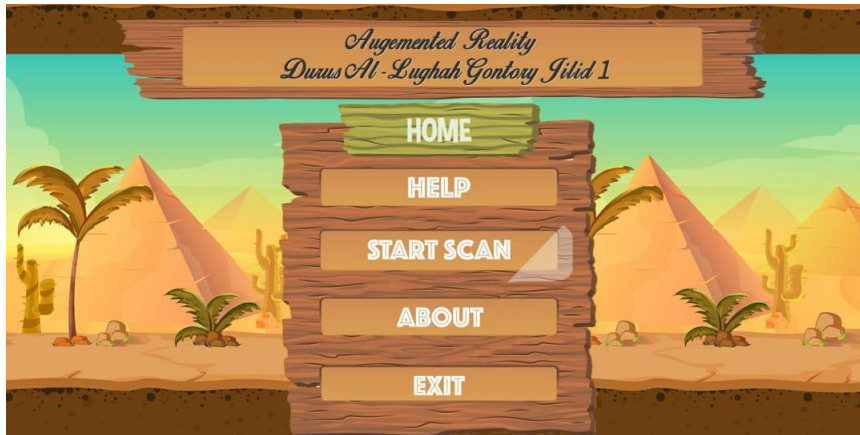 Augemented Reality
Durus Al-Lughah Gontory Jilid 1
HOME
HELP
START SCAN
ABOUT
EXIT